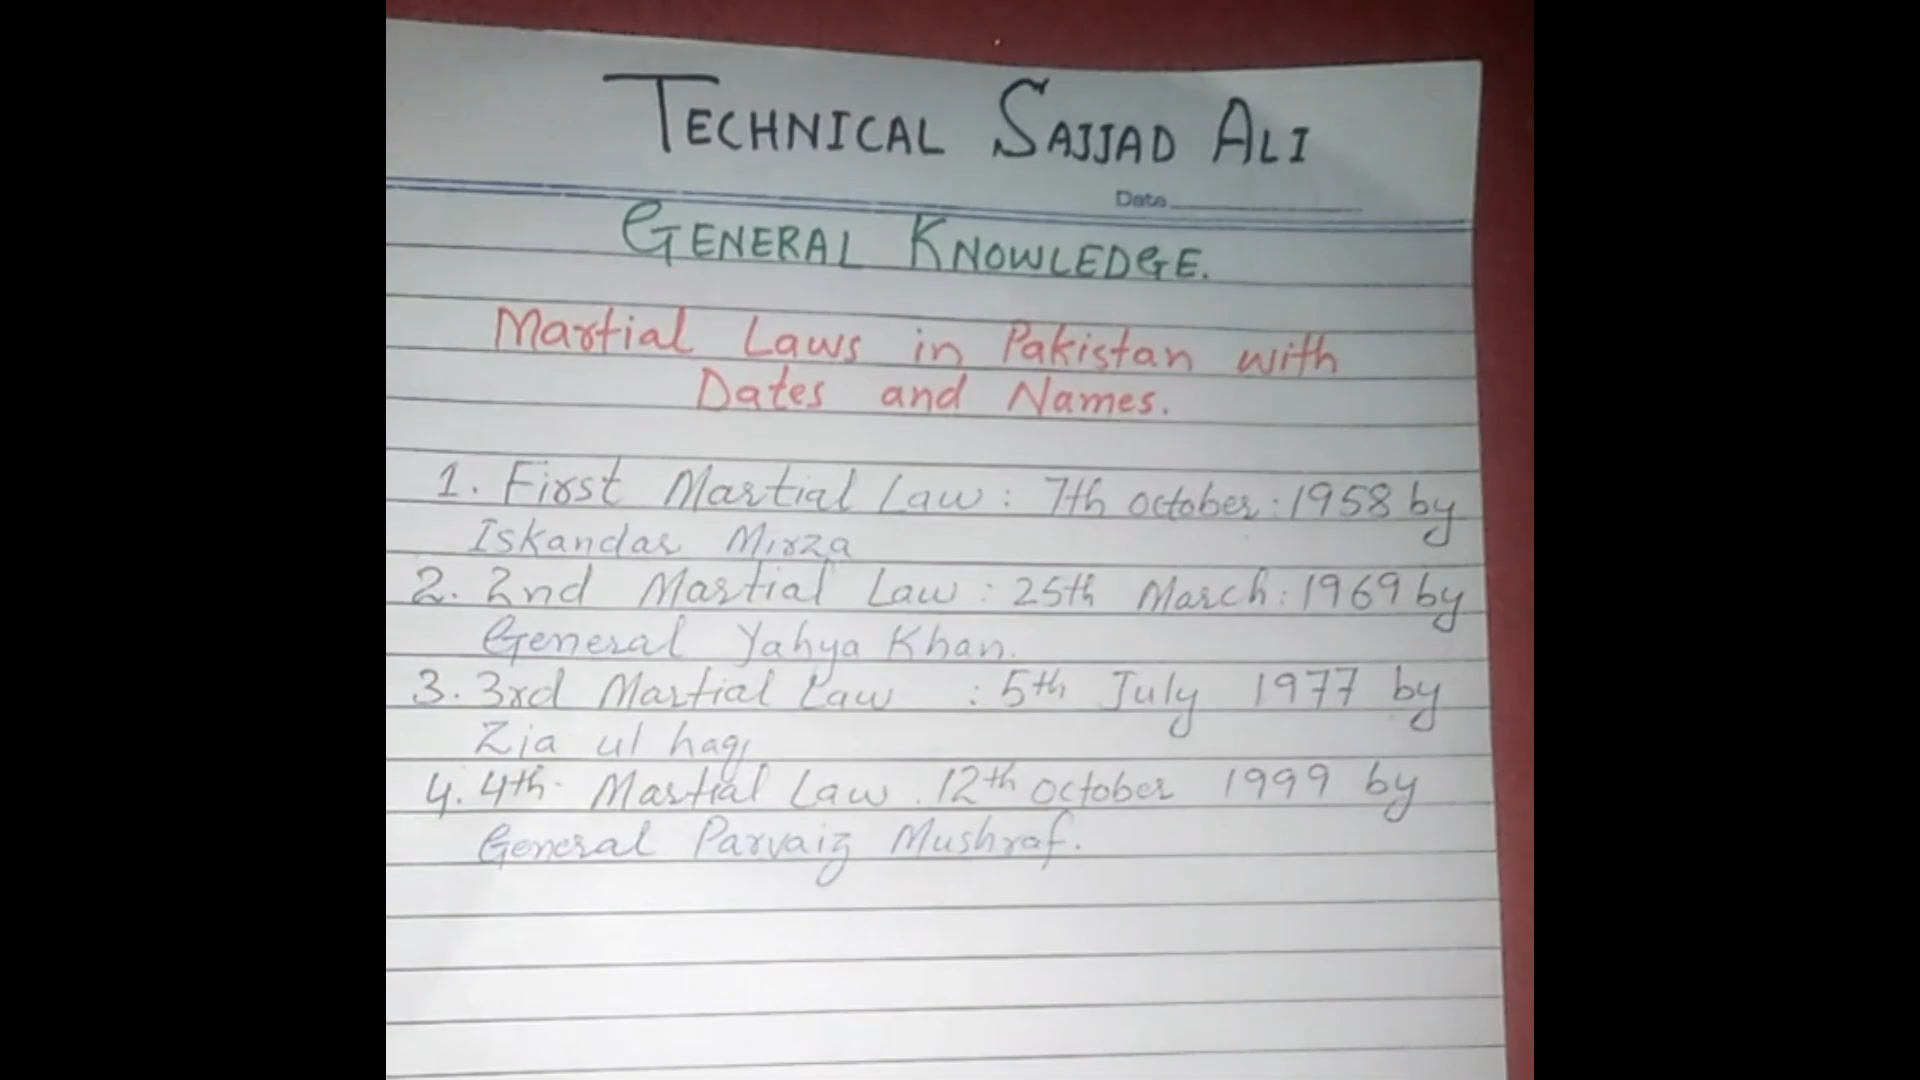 TECHNICAL SAJJAD ALI
Date
GENERAL KNOWLEDGE.
Martial Laws in Pakistan with
Dates and Names.
1. First Martial Law : 7th october : 1958 by
Iskandar Mirza
2. 2nd Martial Law : 25th March : 1969 by
General Yahya Khan.
3. 3rd Martial Law : 5th July 1977 by
Zia ul haq
4. 4th Martial Law . 12th october 1999 by
General Parvaiz Mushraf.